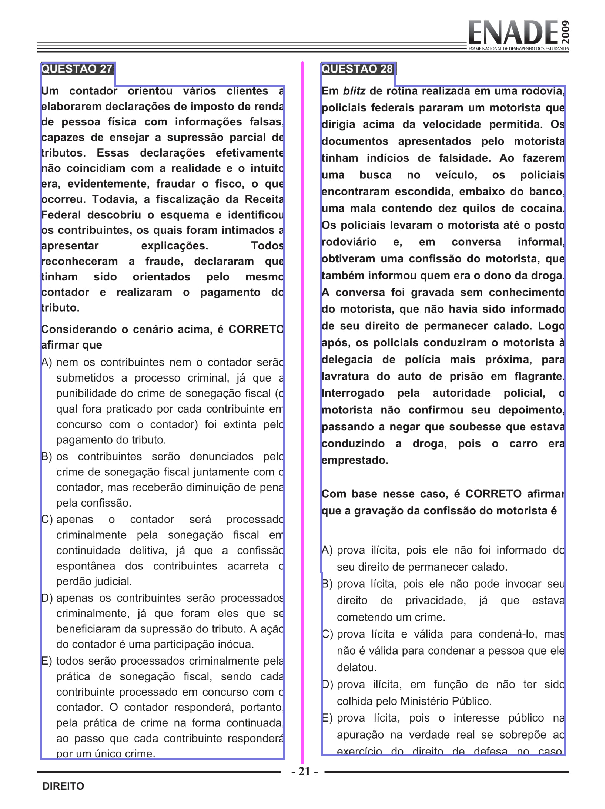 ENADE 2009
EXAME NACIONAL DE DESEMPENHO DOS ESTUDANTES
QUESTÃO 27
Um contador orientou vários clientes a
elaborarem declarações de imposto de renda
de pessoa física com informações falsas,
capazes de ensejar a supressão parcial de
tributos. Essas declarações efetivamente
não coincidiam com a realidade e o intuito
era, evidentemente, fraudar o fisco, o que
ocorreu. Todavia, a fiscalização da Receita
Federal descobriu o esquema e identificou
os contribuintes, os quais foram intimados a
apresentar explicações. Todos
reconheceram a fraude, declararam que
tinham sido orientados pelo mesmo
contador e realizaram o pagamento do
tributo.
Considerando o cenário acima, é CORRETO
afirmar que
A) nem os contribuintes nem o contador serão
submetidos a processo criminal, já que a
punibilidade do crime de sonegação fiscal (o
qual fora praticado por cada contribuinte em
concurso com o contador) foi extinta pelo
pagamento do tributo.
B) os contribuintes serão denunciados pelo
crime de sonegação fiscal juntamente com o
contador, mas receberão diminuição de pena
pela confissão.
C) apenas o contador será processado
criminalmente pela sonegação fiscal em
continuidade delitiva, já que a confissão
espontânea dos contribuintes acarreta o
perdão judicial.
D) apenas os contribuintes serão processados
criminalmente, já que foram eles que se
beneficiaram da supressão do tributo. A ação
do contador é uma participação inócua.
E) todos serão processados criminalmente pela
prática de sonegação fiscal, sendo cada
contribuinte processado em concurso com o
contador. O contador responderá, portanto,
pela prática de crime na forma continuada,
ao passo que cada contribuinte responderá
por um único crime.
QUESTÃO 28
Em blitz de rotina realizada em uma rodovia,
policiais federais pararam um motorista que
dirigia acima da velocidade permitida. Os
documentos apresentados pelo motorista
tinham indícios de falsidade. Ao fazerem
uma busca no veículo, os policiais
encontraram escondida, embaixo do banco,
uma mala contendo dez quilos de cocaína.
Os policiais levaram o motorista até o posto
rodoviário e, em conversa informal,
obtiveram uma confissão do motorista, que
também informou quem era o dono da droga.
A conversa foi gravada sem conhecimento
do motorista, que não havia sido informado
de seu direito de permanecer calado. Logo
após, os policiais conduziram o motorista à
delegacia de polícia mais próxima, para
lavratura do auto de prisão em flagrante.
Interrogado pela autoridade policial, o
motorista não confirmou seu depoimento,
passando a negar que soubesse que estava
conduzindo a droga, pois o carro era
emprestado.
Com base nesse caso, é CORRETO afirmar
que a gravação da confissão do motorista é
A) prova ilícita, pois ele não foi informado do
seu direito de permanecer calado.
B) prova lícita, pois ele não pode invocar seu
direito de privacidade, já que estava
cometendo um crime.
C) prova lícita e válida para condená-lo, mas
não é válida para condenar a pessoa que ele
delatou.
D) prova ilícita, em função de não ter sido
colhida pelo Ministério Público.
E) prova lícita, pois o interesse público na
apuração na verdade real se sobrepõe ao
exercício do direito de defesa no caso.
- 21 -
DIREITO